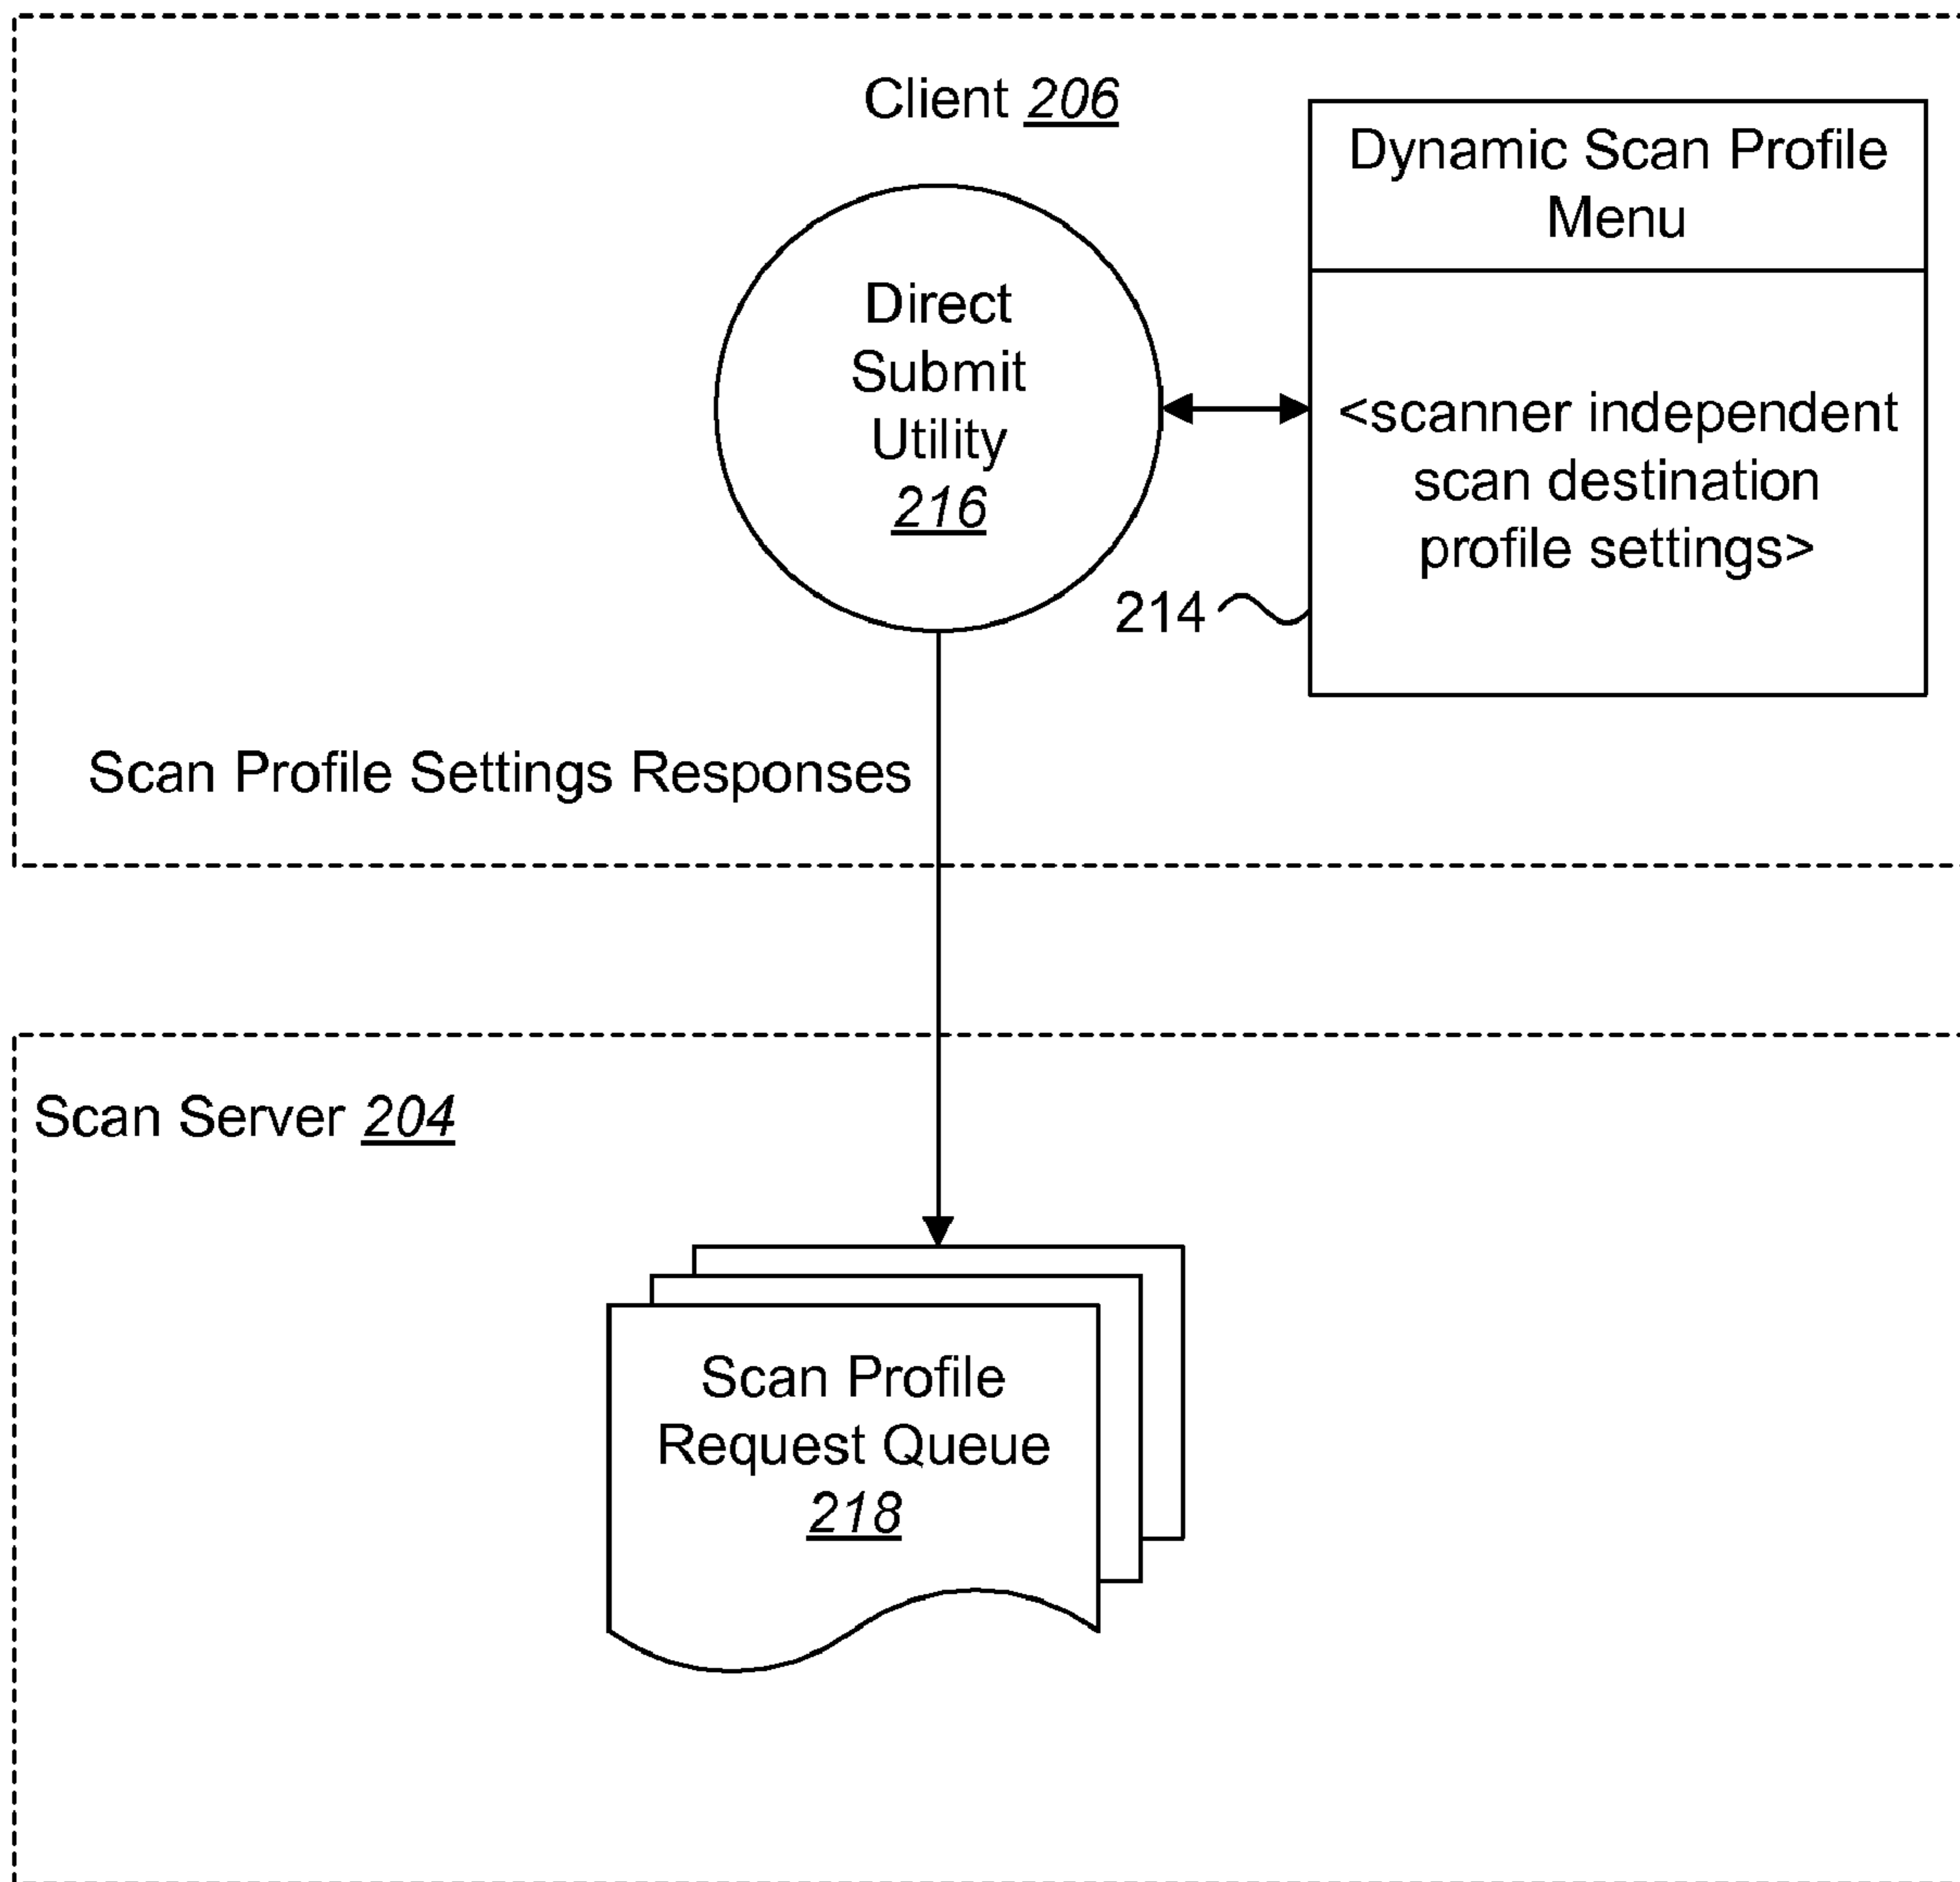 Client 206
Dynamic Scan Profile
Menu
Direct
Submit
Utility
216
<scanner independent
scan destination
profile settings>
214
Scan Profile Settings Responses
Scan Server 204
Scan Profile
Request Queue
218